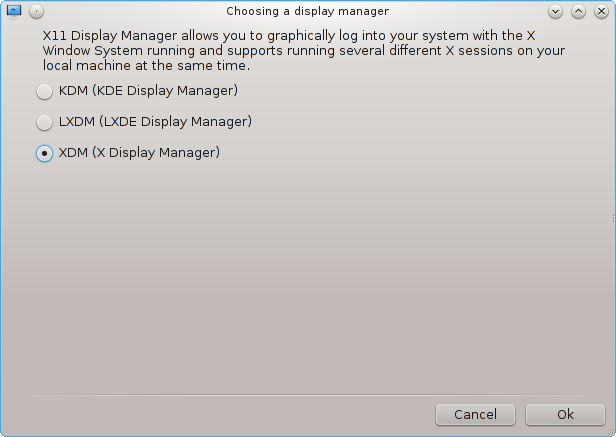 Choosing a display manager
X11 Display Manager allows you to graphically log into your system with the X
Window System running and supports running several different X sessions on your
local machine at the same time.
KDM (KDE Display Manager)
LXDM (LXDE Display Manager)
XDM (X Display Manager)
Cancel
Ok